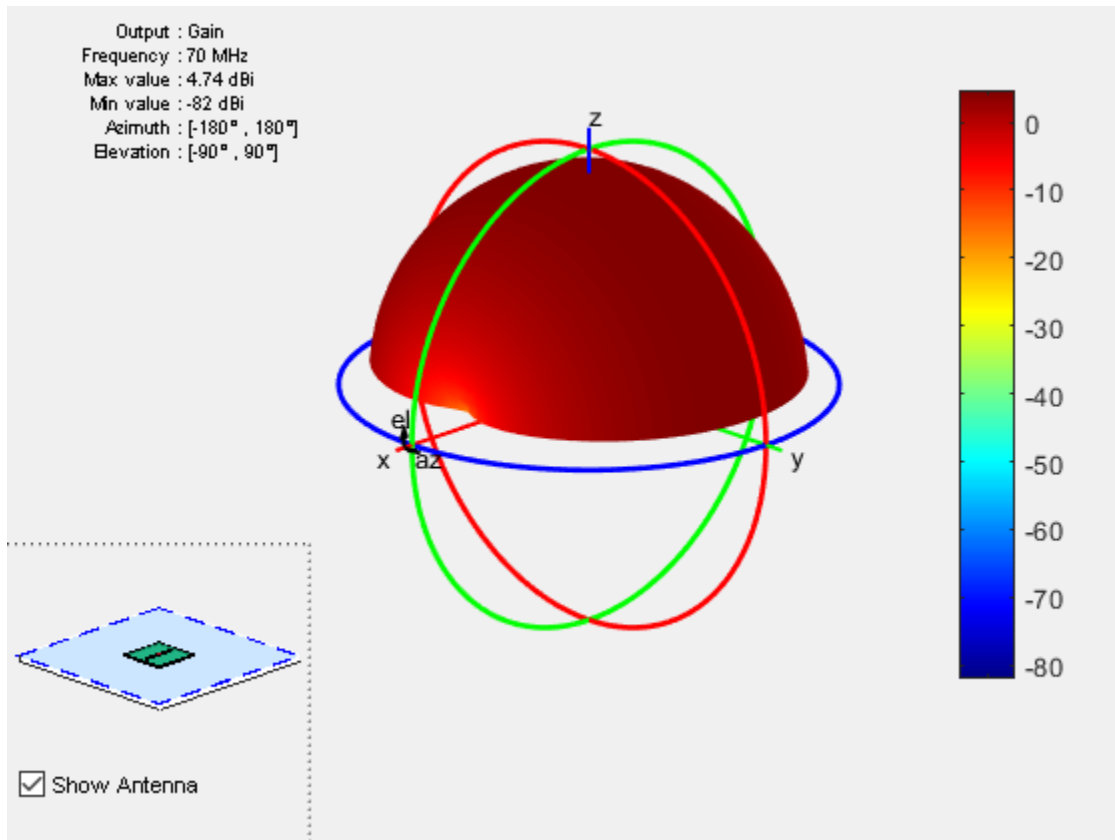 Output : Gain
Frequency : 70 MHz
Max value : 4.74 dBi
Min value : -82 dBi
Azimuth : [-180° , 180°]
Elevation : [-90° , 90°]
z
0
-10
-20
-30
-40
-50
-60
-70
-80
el
x
az
y
Show Antenna